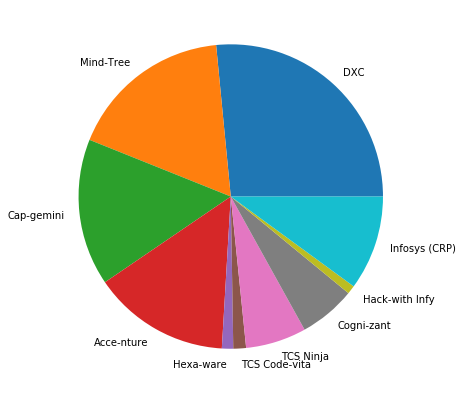 DXC
Mind-Tree
Cap-gemini
Acce-nture
Hexa-ware
TCS Code-vita
TCS Ninja
Cogni-zant
Hack-with Infy
Infosys (CRP)